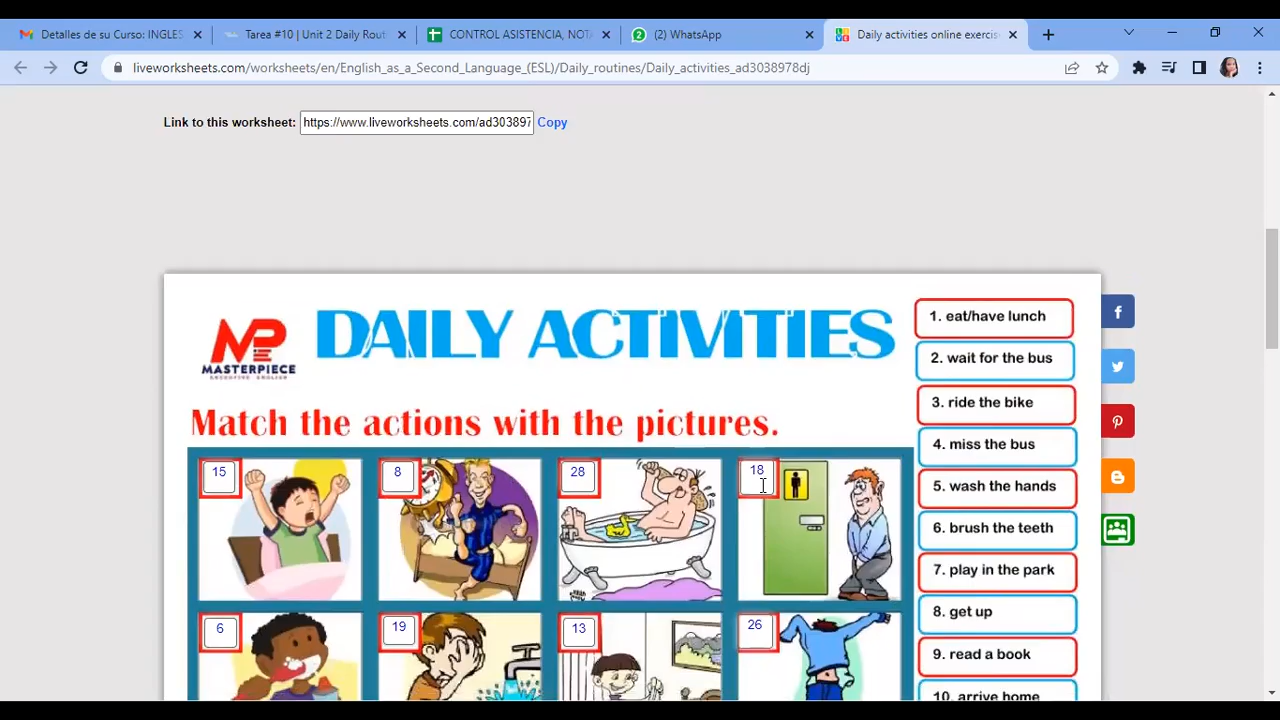 Detalles de su Curso: INGLES
Tarea #10 | Unit 2 Daily Rout
CONTROL ASISTENCIA, NOTA
(2) WhatsApp
Daily activities online exercis
liveworksheets.com/worksheets/en/English_as_a_Second_Language_(ESL)/Daily_routines/Daily_activities_ad3038978dj
Link to this worksheet: https://www.liveworksheets.com/ad303897 Copy
MP
MASTERPIECE
EXECUTIVE ENGLISH
DAILY ACTIVITIES
Match the actions with the pictures.
15
8
28
18
6
19
13
26
1. eat/have lunch
2. wait for the bus
3. ride the bike
4. miss the bus
5. wash the hands
6. brush the teeth
7. play in the park
8. get up
9. read a book
10. arrive home